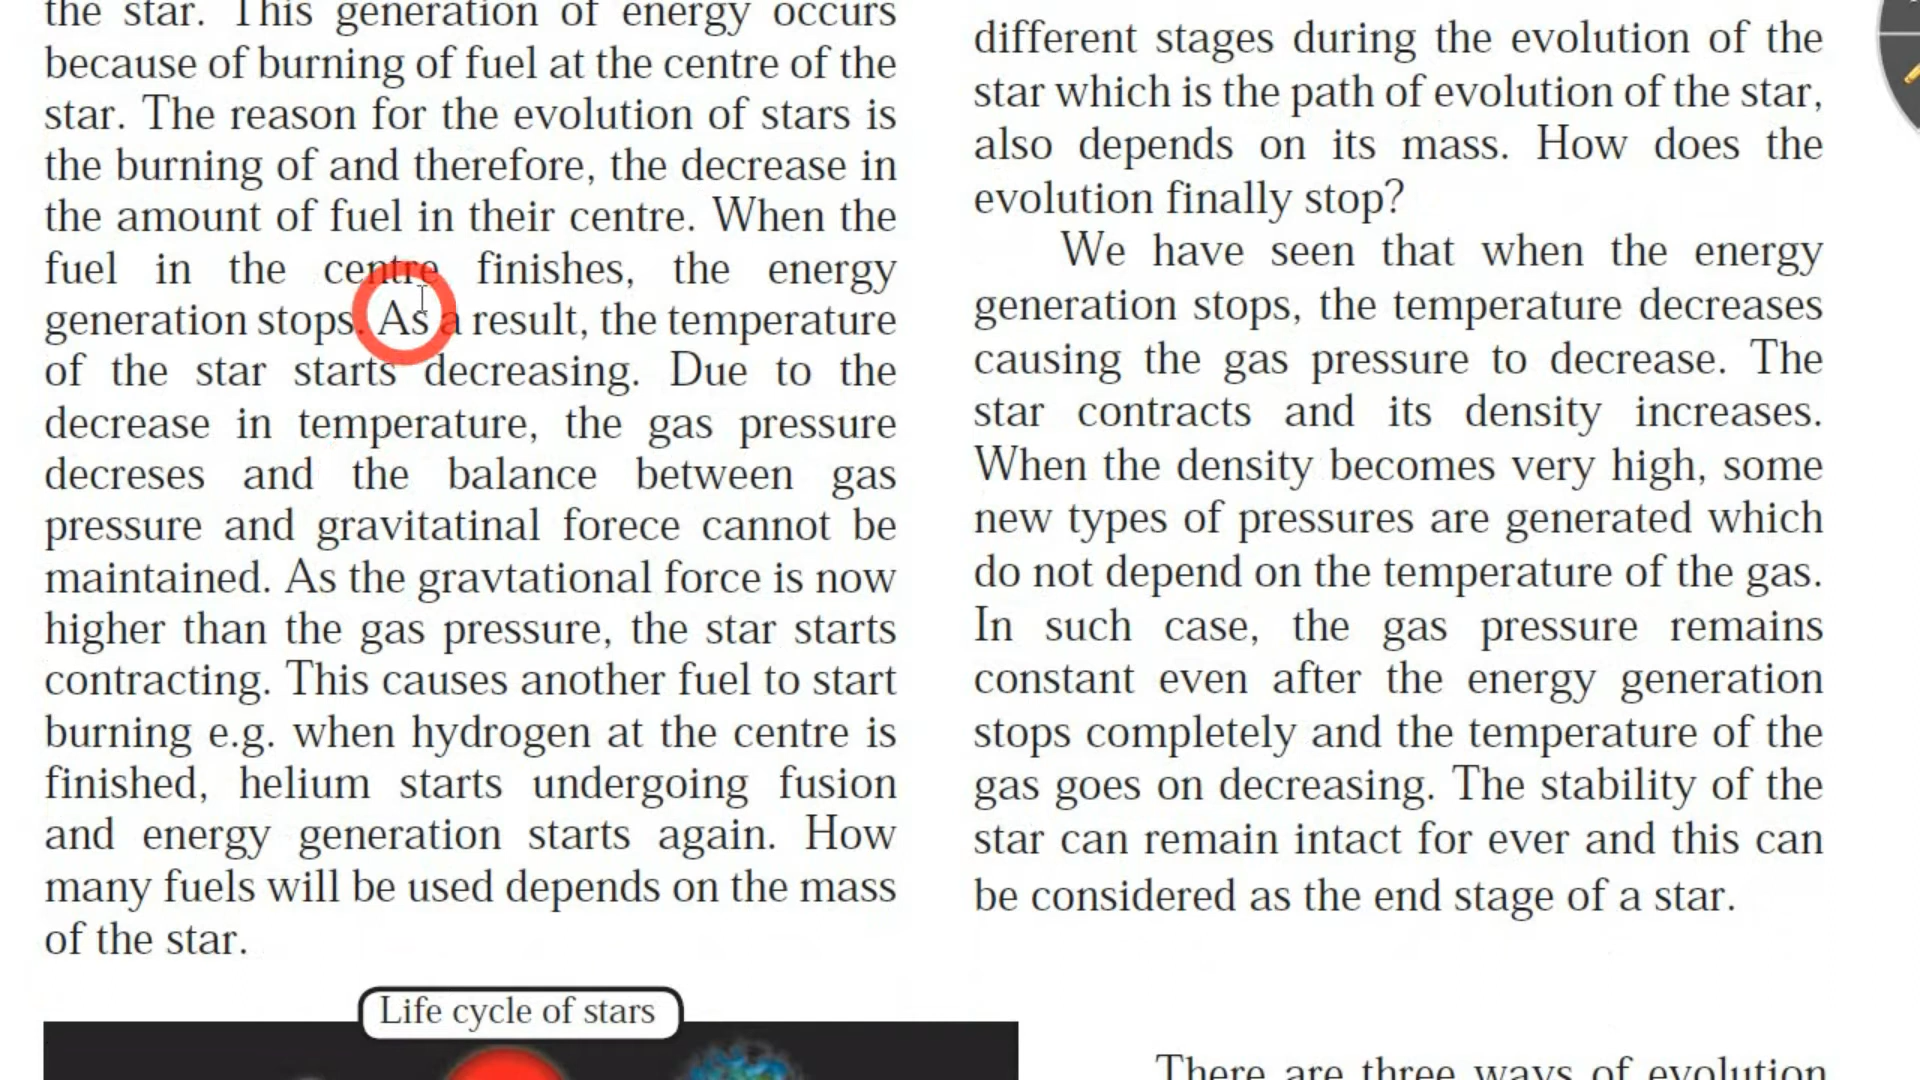 the star. This generation of energy occurs
because of burning of fuel at the centre of the
star. The reason for the evolution of stars is
the burning of and therefore, the decrease in
the amount of fuel in their centre. When the
fuel in the centre finishes, the energy
generation stops. As a result, the temperature
of the star starts decreasing. Due to the
decrease in temperature, the gas pressure
decreses and the balance between gas
pressure and gravitatinal forece cannot be
maintained. As the gravtational force is now
higher than the gas pressure, the star starts
contracting. This causes another fuel to start
burning e.g. when hydrogen at the centre is
finished, helium starts undergoing fusion
and energy generation starts again. How
many fuels will be used depends on the mass
of the star.
Life cycle of stars
different stages during the evolution of the
star which is the path of evolution of the star,
also depends on its mass. How does the
evolution finally stop?
We have seen that when the energy
generation stops, the temperature decreases
causing the gas pressure to decrease. The
star contracts and its density increases.
When the density becomes very high, some
new types of pressures are generated which
do not depend on the temperature of the gas.
In such case, the gas pressure remains
constant even after the energy generation
stops completely and the temperature of the
gas goes on decreasing. The stability of the
star can remain intact for ever and this can
be considered as the end stage of a star.
There are three ways of evolution